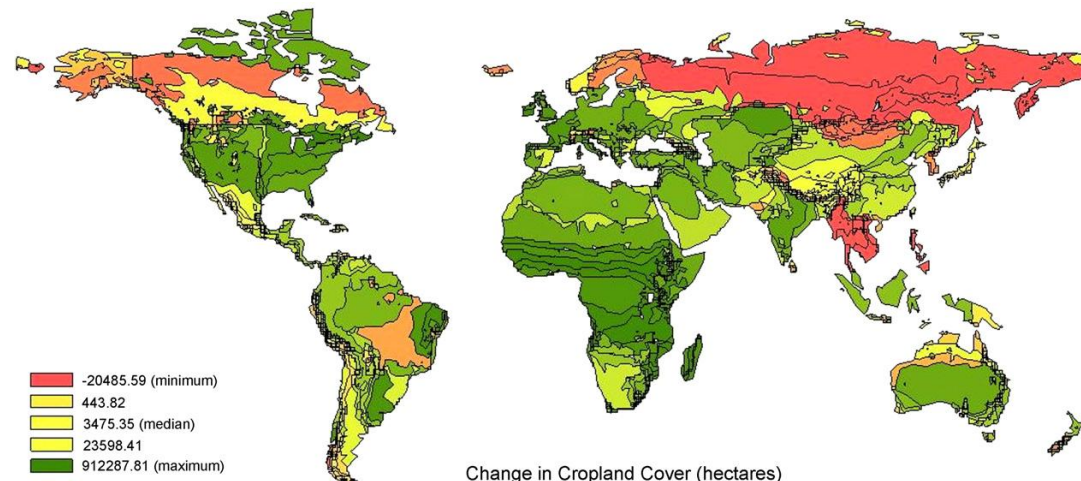 -20485.59 (minimum)
443.82
3475.35 (median)
23598.41
912287.81 (maximum)
Change in Cropland Cover (hectares)